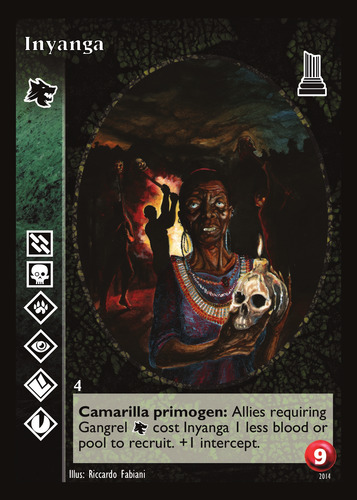 Inyanga
4
Camarilla primogen: Allies requiring
Gangrel cost Inyanga 1 less blood or
pool to recruit. +1 intercept.
9
Illus: Riccardo Fabiani
2014